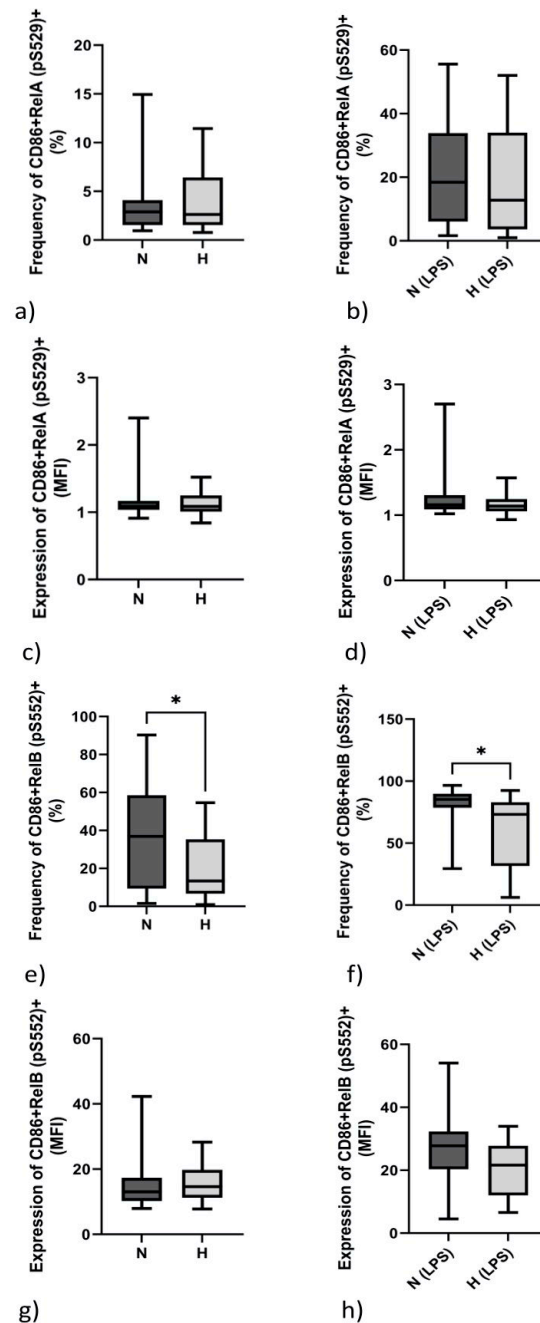 Frequency of CD86+RelA (pS529)+
(%)
20
15
10
5
0
N
H
a)
Frequency of CD86+RelA (pS529)+
(%)
60
40
20
0
N (LPS)
H (LPS)
b)
Expression of CD86+RelA (pS529)+
(MFI)
3
2
1
0
N
H
c)
Expression of CD86+RelA (pS529)+
(MFI)
3
2
1
0
N (LPS)
H (LPS)
d)
Frequency of CD86+RelB (pS552)+
(%)
100
80
60
40
20
0
*
N
H
e)
Frequency of CD86+RelB (pS552)+
(%)
150
100
50
0
*
N (LPS)
H (LPS)
f)
Expression of CD86+RelB (pS552)+
(MFI)
60
40
20
0
N
H
g)
Expression of CD86+RelB (pS552)+
(MFI)
60
40
20
0
N (LPS)
H (LPS)
h)